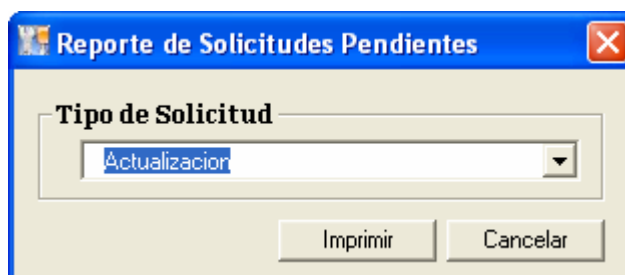 Reporte de Solicitudes Pendientes
Tipo de Solicitud
Actualizacion
Imprimir Cancelar